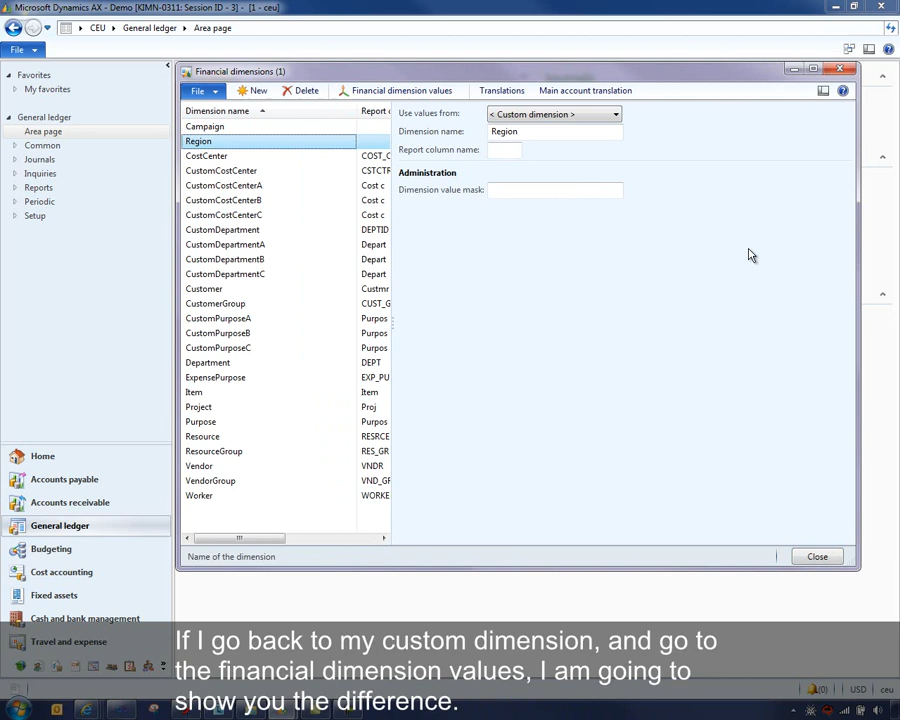 Microsoft Dynamics AX - Demo [KIMN-0311: Session ID - 3] - [1 - ceu]
CEU
General ledger
Area page
File
Favorites
My favorites
General ledger
Area page
Common
Journals
Inquiries
Reports
Periodic
Setup
Financial dimensions (1)
File
New
Delete
Financial dimension values
Translations
Main account translation
Dimension name
Report c
Campaign
Region
CostCenter COST_C
CustomCostCenter CSTCTR
CustomCostCenterA Cost c
CustomCostCenterB Cost c
CustomCostCenterC Cost c
CustomDepartment DEPTID
CustomDepartmentA Depart
CustomDepartmentB Depart
CustomDepartmentC Depart
Customer Custmr
CustomerGroup CUST_G
CustomPurposeA Purpos
CustomPurposeB Purpos
CustomPurposeC Purpos
Department DEPT
ExpensePurpose EXP_PU
Item Item
Project Proj
Purpose Purpos
Resource RESRCE
ResourceGroup RES_GR
Vendor VNDR
VendorGroup VND_GF
Worker WORKE
Use values from: < Custom dimension >
Dimension name: Region
Report column name:
Administration
Dimension value mask:
Name of the dimension
Close
Home
Accounts payable
Accounts receivable
General ledger
Budgeting
Cost accounting
Fixed assets
Cash and bank management
Travel and expense
If I go back to my custom dimension, and go to
the financial dimension values, I am going to
show you the difference.
(0)
USD
ceu